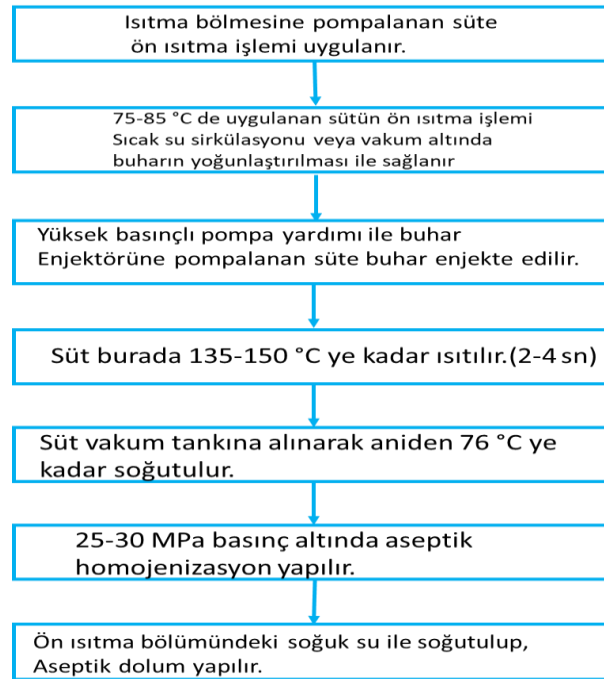 Isıtma bölmesine pompalanan süte
ön ısıtma işlemi uygulanır.
75-85 °C de uygulanan sütün ön ısıtma işlemi
Sıcak su sirkülasyonu veya vakum altında
buharın yoğunlaştırılması ile sağlanır
Yüksek basınçlı pompa yardımı ile buhar
Enjektörüne pompalanan süte buhar enjekte edilir.
Süt burada 135-150 °C ye kadar ısıtılır.(2-4 sn)
Süt vakum tankına alınarak aniden 76 °C ye
kadar soğutulur.
25-30 MPa basınç altında aseptik
homojenizasyon yapılır.
Ön ısıtma bölümündeki soğuk su ile soğutulup,
Aseptik dolum yapılır.